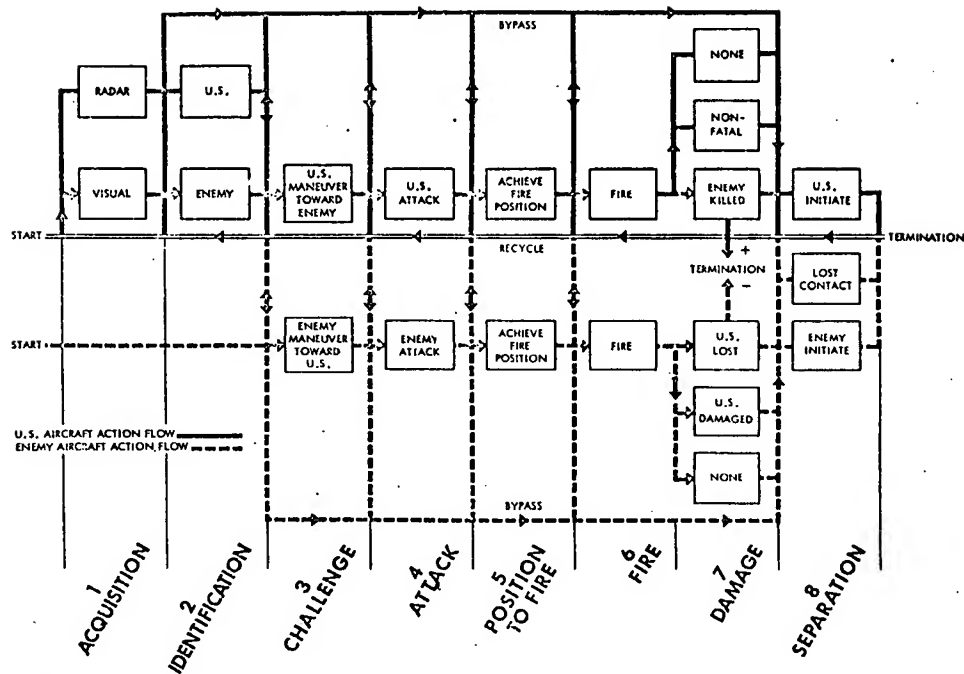 BYPASS
NONE
RADAR
U.S.
NON-
FATAL
VISUAL
ENEMY
U.S.
MANEUVER
TOWARD
ENEMY
U.S.
ATTACK
ACHIEVE
FIRE
POSITION
FIRE
ENEMY
KILLED
U.S.
INITIATE
START
RECYCLE
TERMINATION
+
TERMINATION
-
LOST
CONTACT
START
ENEMY
MANEUVER
TOWARD
U.S.
ENEMY
ATTACK
ACHIEVE
FIRE
POSITION
FIRE
U.S.
LOST
ENEMY
INITIATE
U.S.
DAMAGED
U.S. AIRCRAFT ACTION FLOW
ENEMY AIRCRAFT ACTION FLOW
NONE
BYPASS
1
ACQUISITION
2
IDENTIFICATION
3
CHALLENGE
4
ATTACK
5
POSITION
TO FIRE
6
FIRE
7
DAMAGE
8
SEPARATION